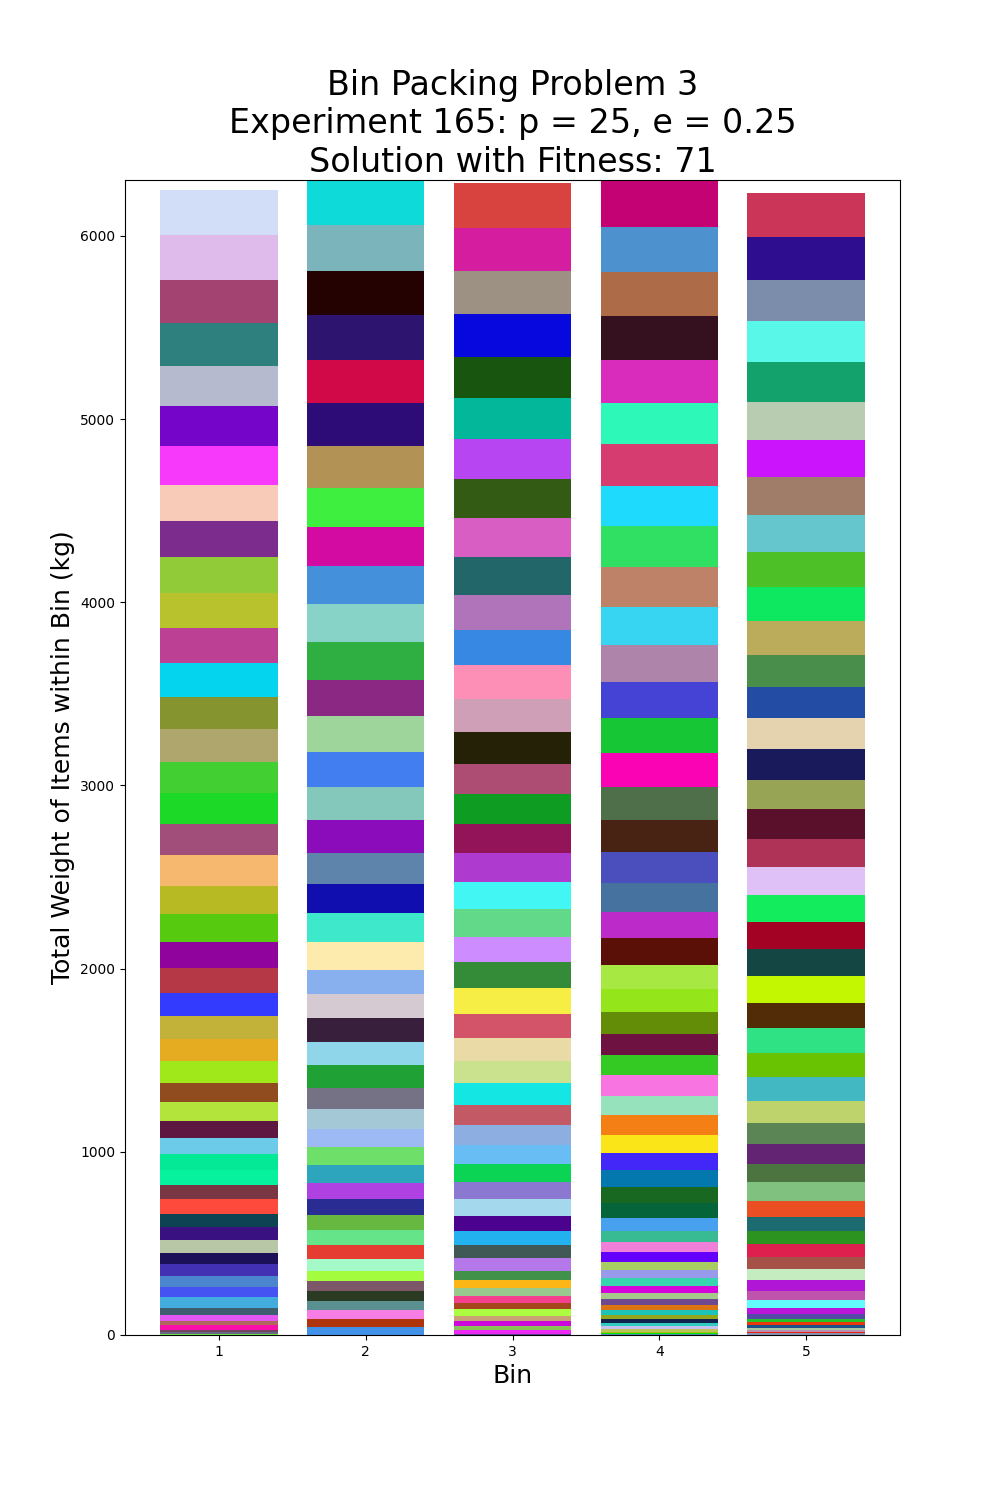 Bin Packing Problem 3
Experiment 165: p = 25, e = 0.25
Solution with Fitness: 71
Total Weight of Items within Bin (kg)
6000
5000
4000
3000
2000
1000
0
1 2 3 4 5
Bin